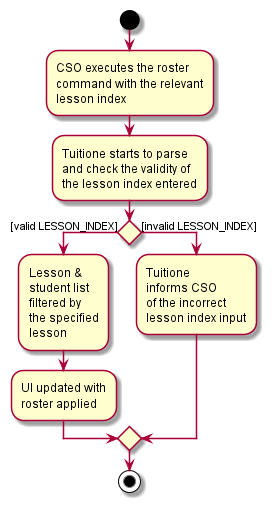 CSO executes the roster
command with the relevant
lesson index
Tuitione starts to parse
and check the validity of
the lesson index entered
[valid LESSON_INDEX]
[invalid LESSON_INDEX]
Lesson &
student list
filtered by
the specified
lesson
Tuitione
informs CSO
of the incorrect
lesson index input
UI updated with
roster applied